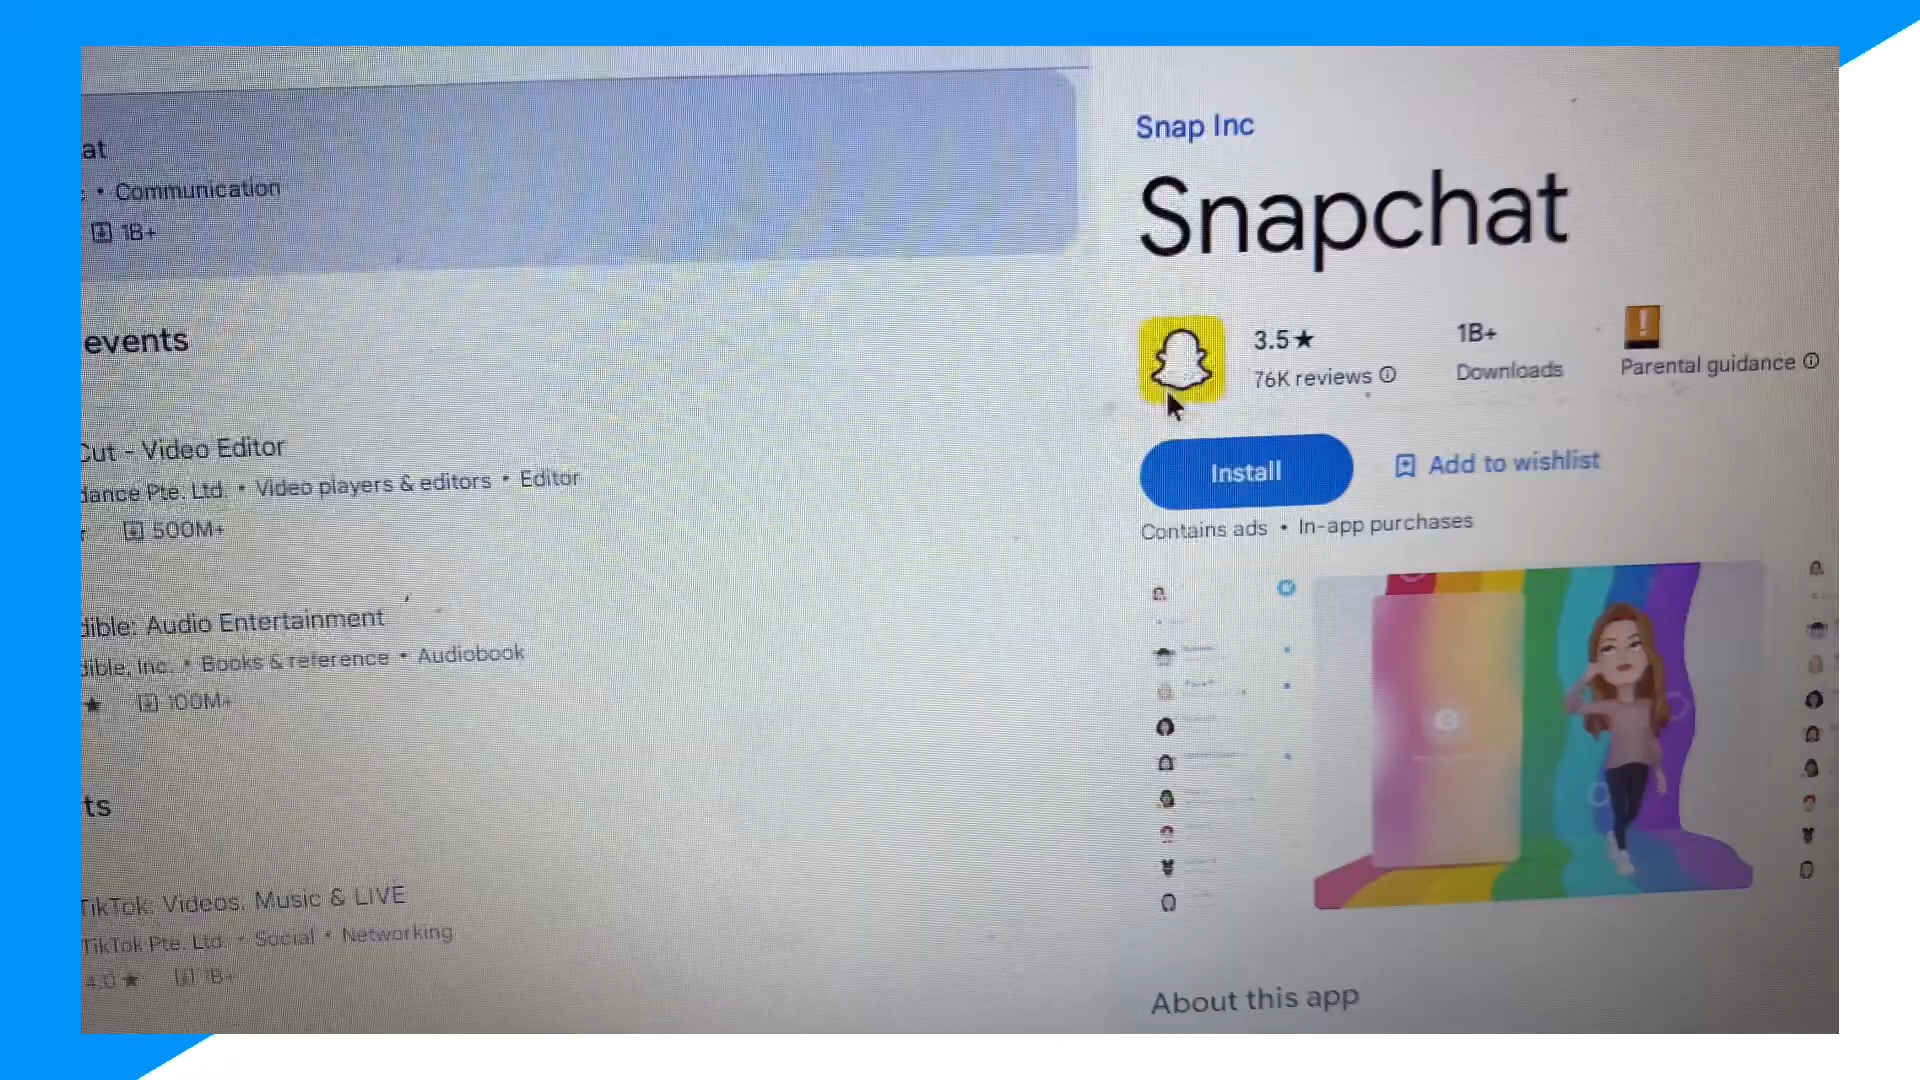 at
• Communication
1B+
events
Cut - Video Editor
dance Pte. Ltd. • Video players & editors • Editor
500M+
dible: Audio Entertainment
dible, Inc. • Books & reference • Audiobook
★ 100M+
ts
TikTok: Videos, Music & LIVE
TikTok Pte. Ltd. • Social • Networking
4.0 ★ 1B+
Snap Inc
Snapchat
3.5★
76K reviews
1B+
Downloads
!
Parental guidance
Install
Add to wishlist
Contains ads • In-app purchases
About this app